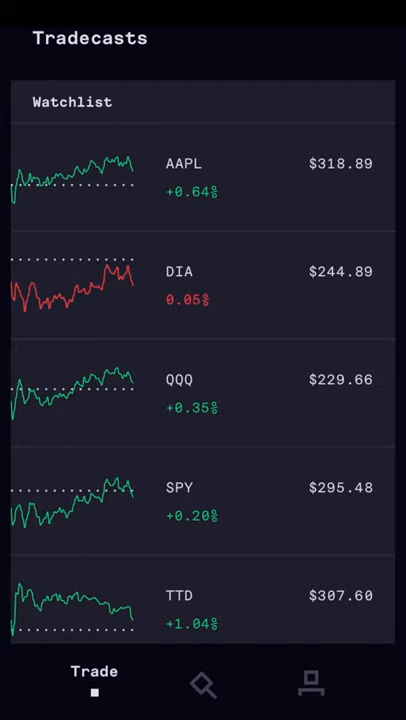 Tradecasts
Watchlist
AAPL $318.89
+0.64%
DIA $244.89
0.05%
QQQ $229.66
+0.35%
SPY $295.48
+0.20%
TTD $307.60
+1.04%
Trade